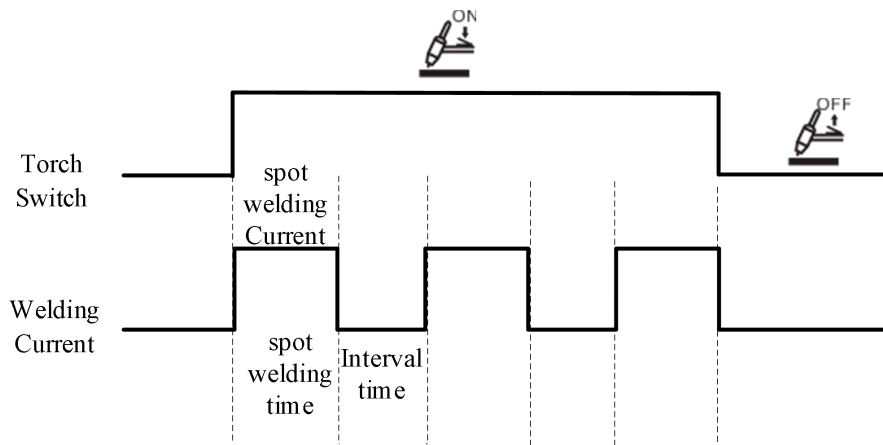 ON
OFF
Torch
Switch
spot
welding
Current
Welding
Current
spot
welding
time
Interval
time